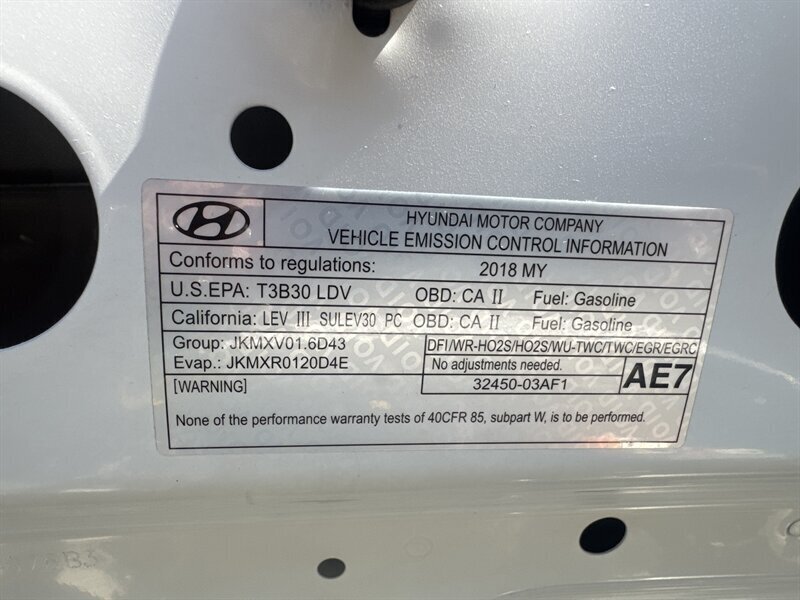 HYUNDAI MOTOR COMPANY
VEHICLE EMISSION CONTROL INFORMATION
Conforms to regulations: 2018 MY
U.S.EPA: T3B30 LDV OBD: CA II Fuel: Gasoline
California: LEV III SULEV30 PC OBD: CA II Fuel: Gasoline
Group: JKMXV01.6D43 DFI/WR-HO2S/HO2S/WU-TWC/TWC/EGR/EGRC
Evap.: JKMXR0120D4E No adjustments needed. AE7
[WARNING] 32450-03AF1
None of the performance warranty tests of 40CFR 85, subpart W, is to be performed.